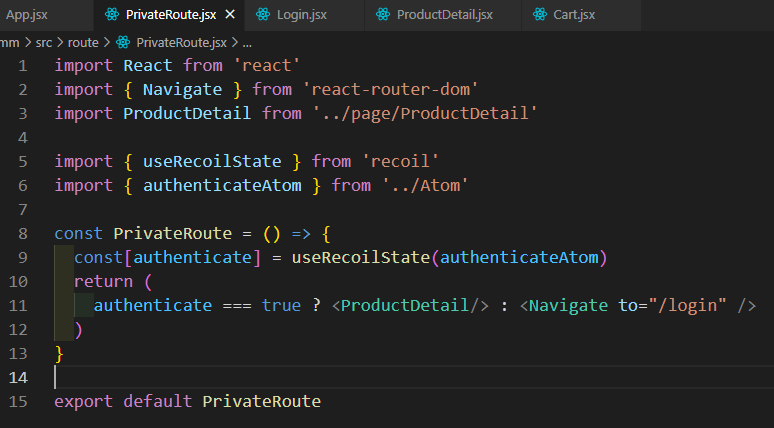 App.jsx PrivateRoute.jsx × Login.jsx ProductDetail.jsx Cart.jsx
mm > src > route > PrivateRoute.jsx > ...
1 import React from 'react'
2 import { Navigate } from 'react-router-dom'
3 import ProductDetail from '../page/ProductDetail'
4
5 import { useRecoilState } from 'recoil'
6 import { authenticateAtom } from '../Atom'
7
8 const PrivateRoute = () => {
9   const[authenticate] = useRecoilState(authenticateAtom)
10   return (
11     authenticate === true ? <ProductDetail/> : <Navigate to="/login" />
12   )
13 }
14
15 export default PrivateRoute